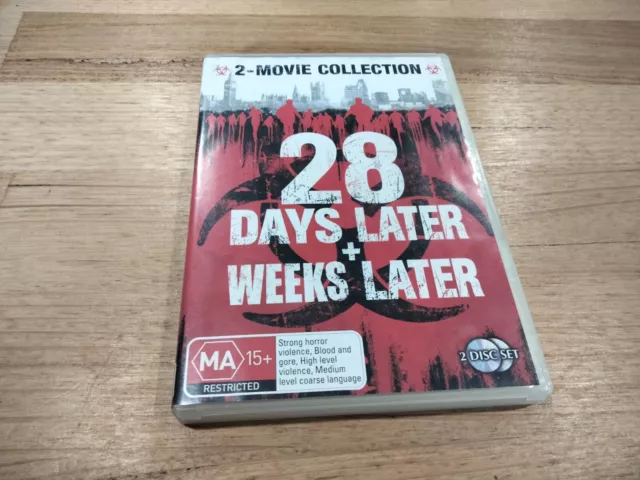 2-MOVIE COLLECTION
28
DAYS LATER
+
WEEKS LATER
MA 15+
RESTRICTED
Strong horror
violence, Blood and
gore, High level
violence, Medium
level coarse language
2 DISC SET